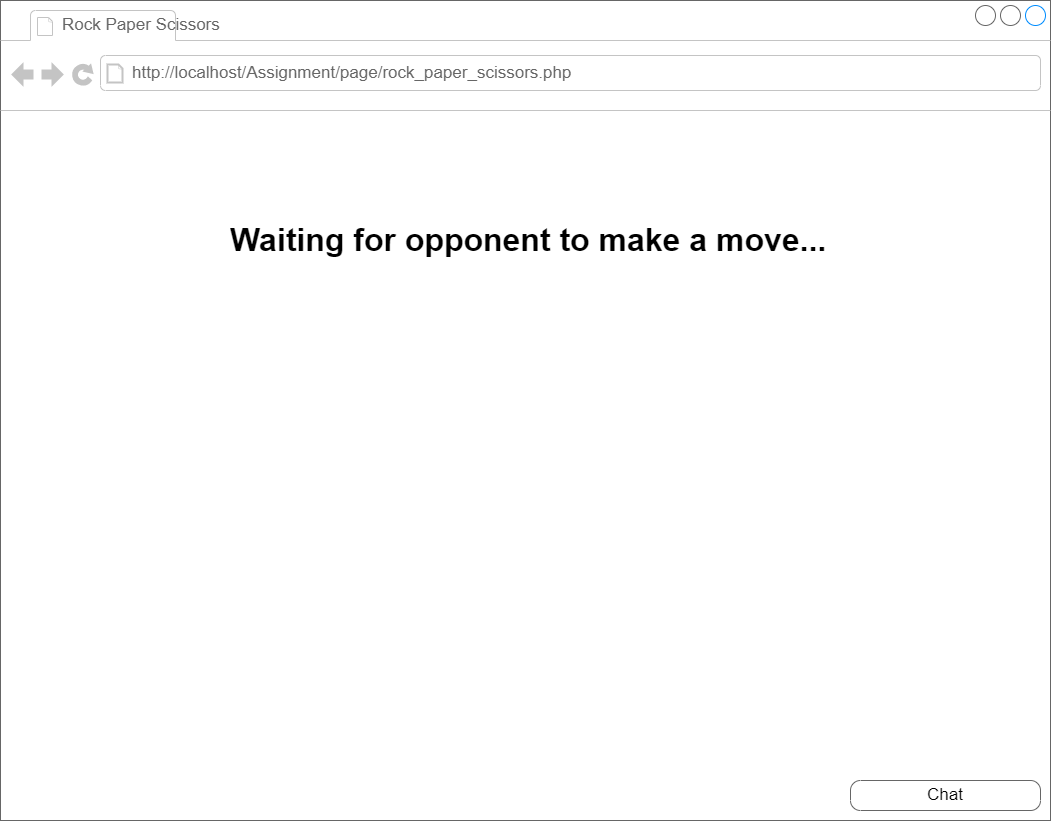 Rock Paper Scissors
http://localhost/Assignment/page/rock_paper_scissors.php
Waiting for opponent to make a move...
Chat